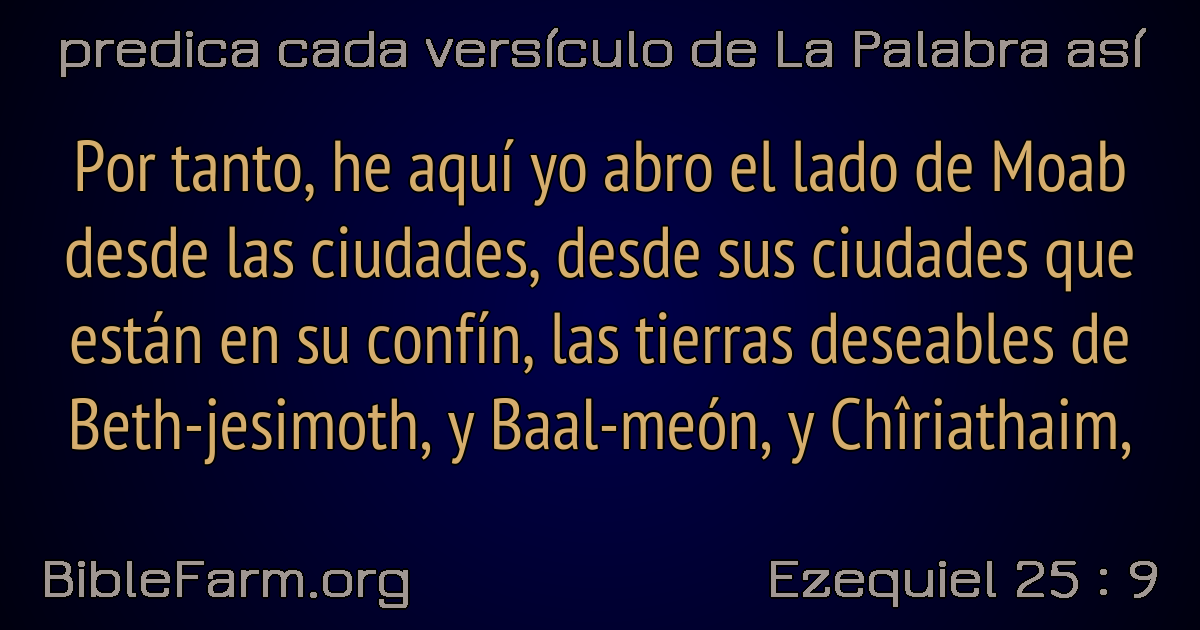 predica cada versículo de La Palabra así
Por tanto, he aquí yo abro el lado de Moab
desde las ciudades, desde sus ciudades que
están en su confín, las tierras deseables de
Beth-jesimoth, y Baal-meón, y Chîriathaim,
BibleFarm.org
Ezequiel 25 : 9